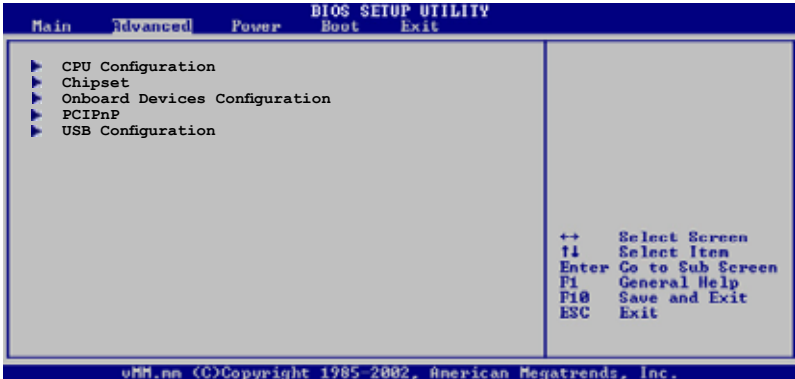 BIOS SETUP UTILITY
Main Advanced Power Boot Exit
CPU Configuration
Chipset
Onboard Devices Configuration
PCIPnP
USB Configuration
↔ Select Screen
↑↓ Select Item
Enter Go to Sub Screen
F1 General Help
F10 Save and Exit
ESC Exit
vMM.mm (C)Copyright 1985-2002, American Megatrends, Inc.